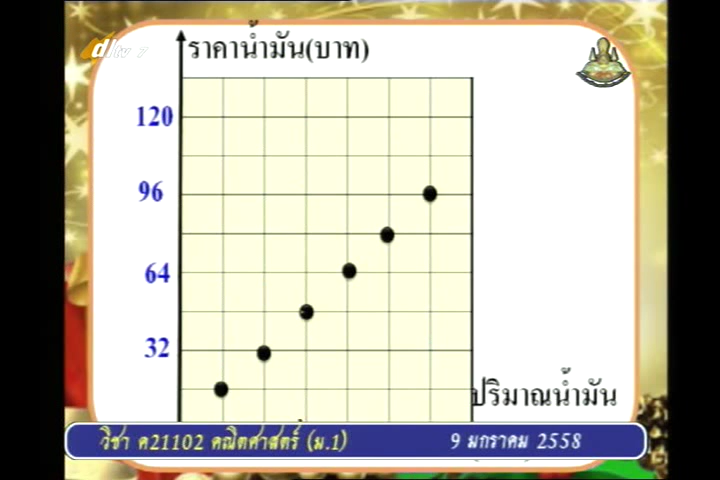 dltv 7
ราคาน้ำมัน(บาท)
120
96
64
32
ปริมาณน้ำมัน
วิชา ค21102 คณิตศาสตร์ (ม.1) 9 มกราคม 2558